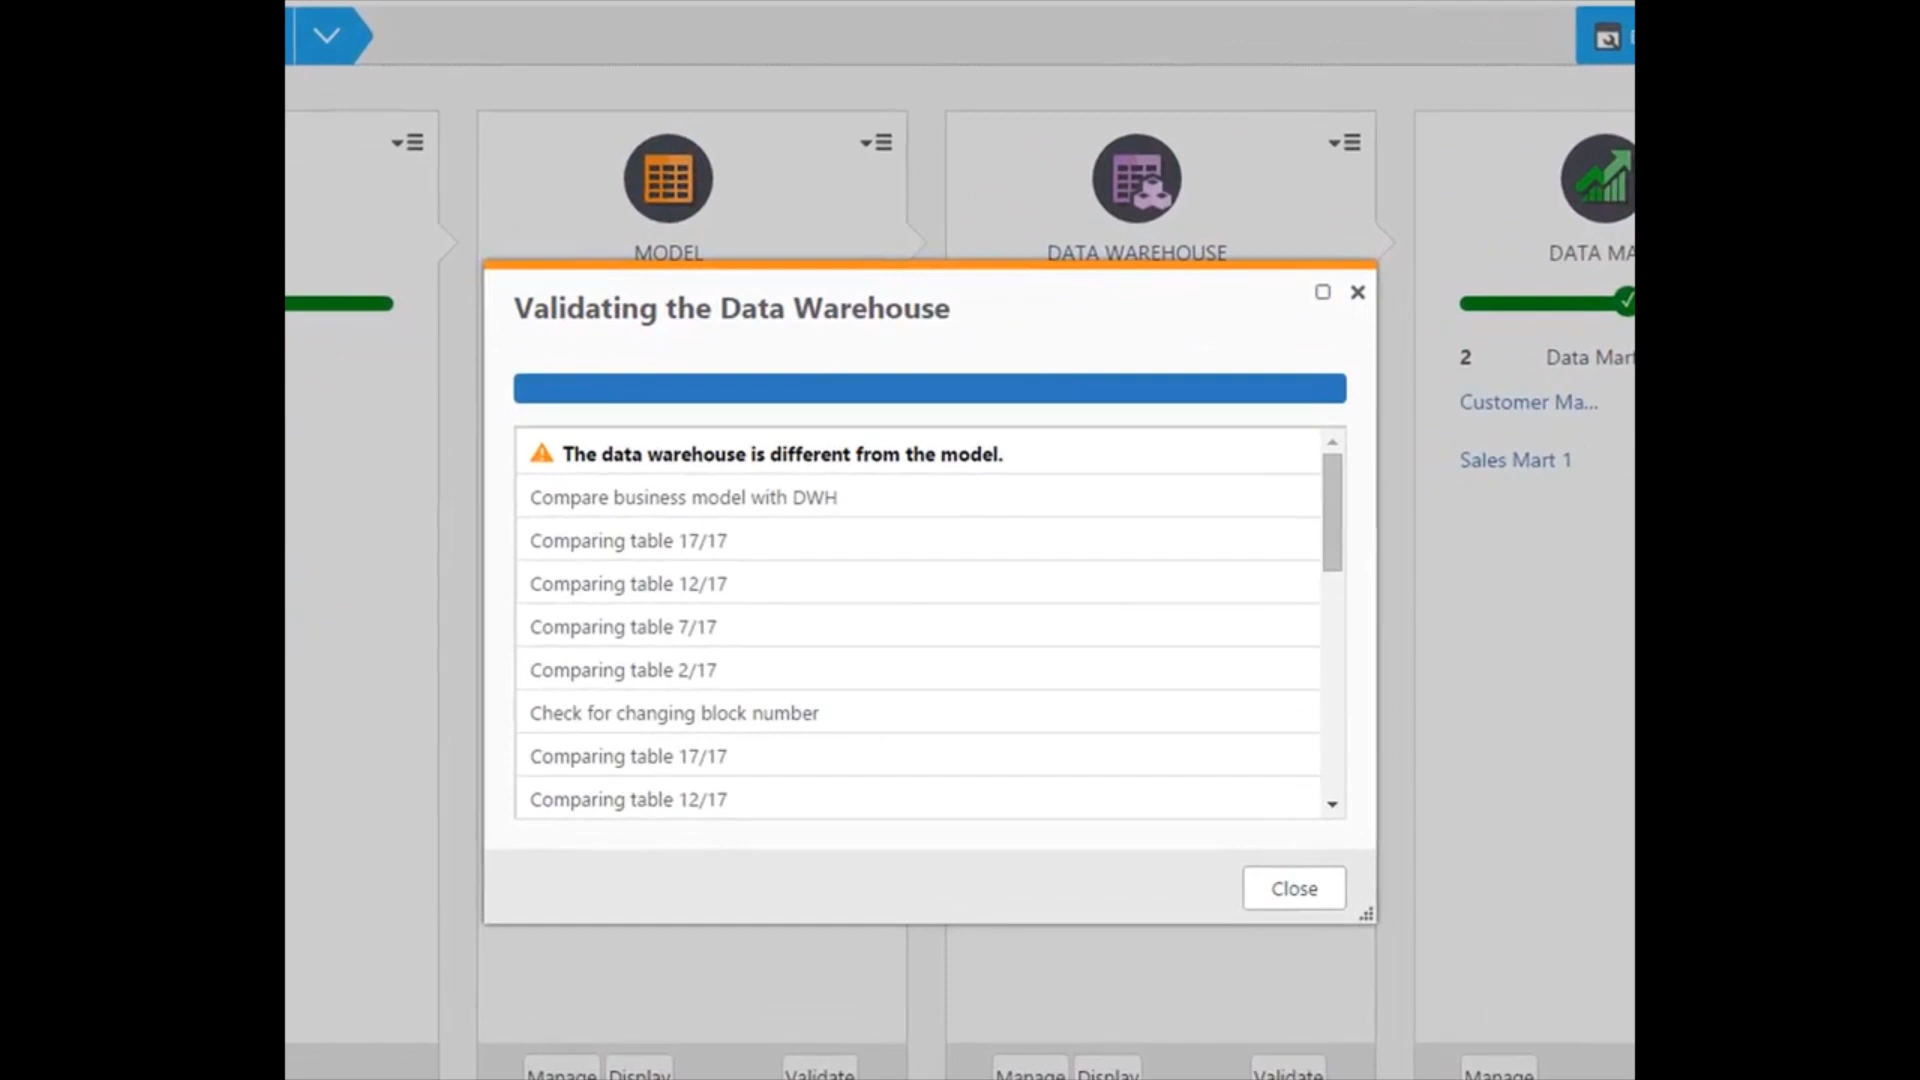 MODEL
DATA WAREHOUSE
DATA MA
Validating the Data Warehouse
The data warehouse is different from the model.
Compare business model with DWH
Comparing table 17/17
Comparing table 12/17
Comparing table 7/17
Comparing table 2/17
Check for changing block number
Comparing table 17/17
Comparing table 12/17
Close
2 Data Mart
Customer Ma...
Sales Mart 1
Manage Display Validate
Manage Display Validate
Manage